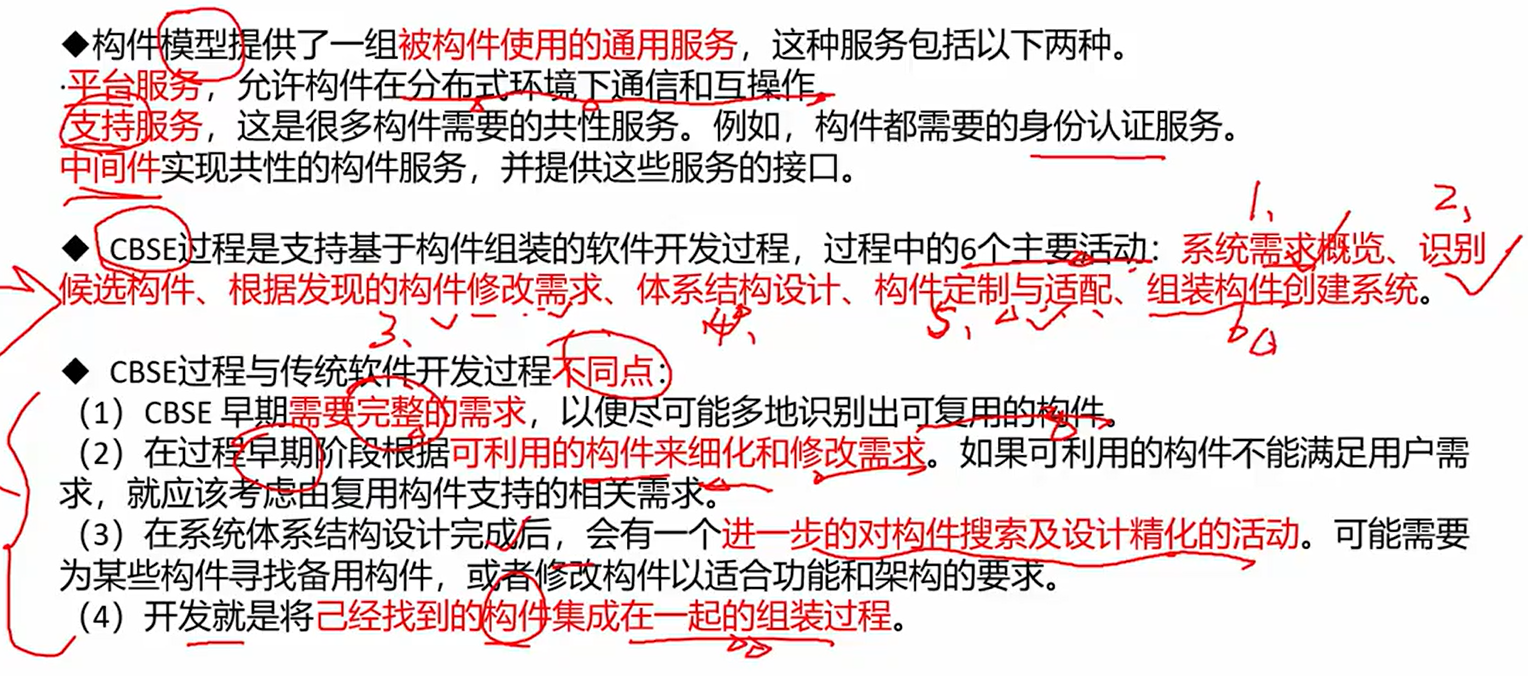 ◆构件模型提供了一组被构件使用的通用服务，这种服务包括以下两种。
·平台服务，允许构件在分布式环境下通信和互操作。
支持服务，这是很多构件需要的共性服务。例如，构件都需要的身份认证服务。
中间件实现共性的构件服务，并提供这些服务的接口。
1、 2、
◆ CBSE过程是支持基于构件组装的软件开发过程，过程中的6个主要活动：系统需求概览、识别
候选构件、根据发现的构件修改需求、体系结构设计、构件定制与适配、组装构件创建系统。
3、 4、 5、 6
◆ CBSE过程与传统软件开发过程不同点：
（1）CBSE 早期需要完整的需求，以便尽可能多地识别出可复用的构件。
（2）在过程早期阶段根据可利用的构件来细化和修改需求。如果可利用的构件不能满足用户需
求，就应该考虑由复用构件支持的相关需求。
（3）在系统体系结构设计完成后，会有一个进一步的对构件搜索及设计精化的活动。可能需要
为某些构件寻找备用构件，或者修改构件以适合功能和架构的要求。
（4）开发就是将己经找到的构件集成在一起的组装过程。